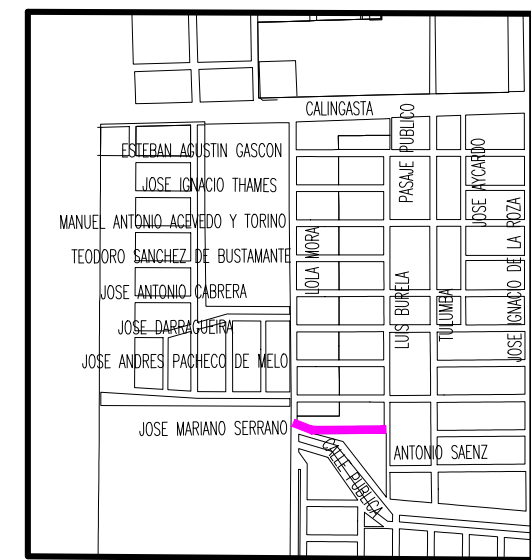 CALINGASTA
PASAJE PUBLICO
ESTEBAN AGUSTIN GASCON
JOSE AYCARDO
JOSE IGNACIO THAMES
MANUEL ANTONIO ACEVEDO Y TORINO
JOSE IGNACIO DE LA ROZA
LOLA MORA
TEODORO SANCHEZ DE BUSTAMANTE
JOSE ANTONIO CABRERA
LUIS BURELA
TULUMBA
JOSE DARRAGUEIRA
JOSE ANDRES PACHECO DE MELO
JOSE MARIANO SERRANO
CALLE PUBLICA
ANTONIO SAENZ